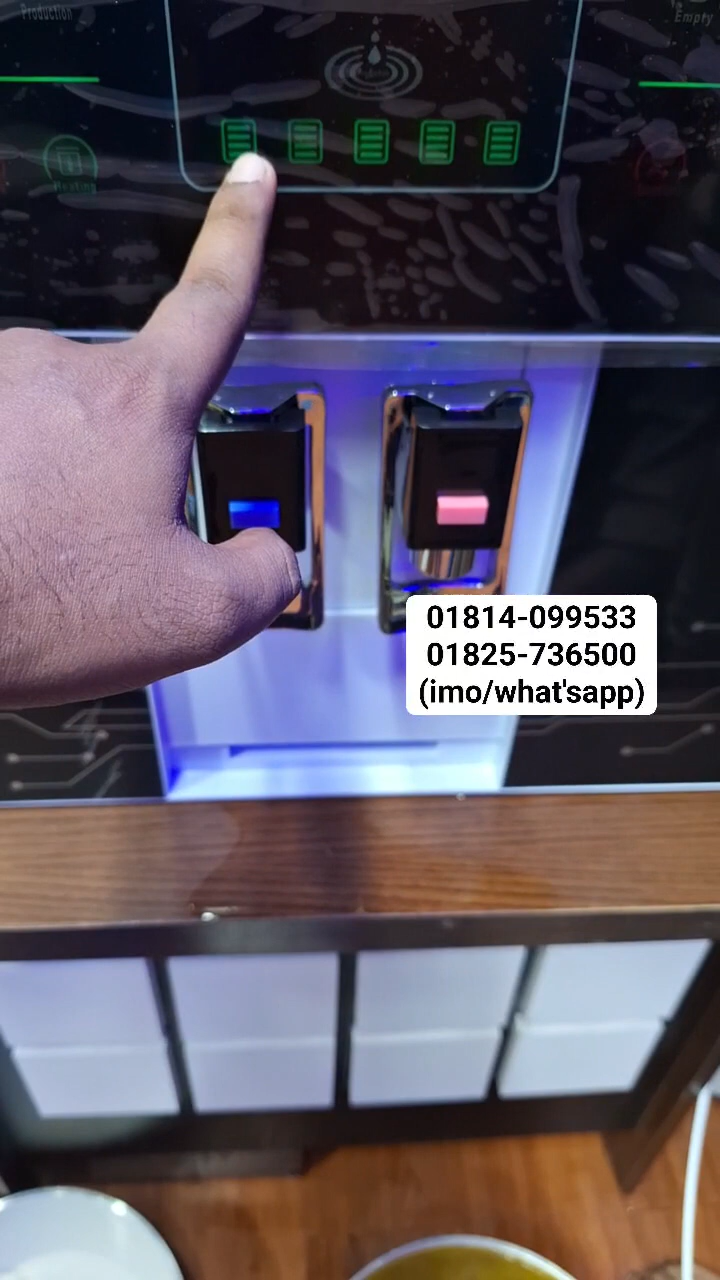 Production
Empty
Heating
01814-099533
01825-736500
(imo/what'sapp)